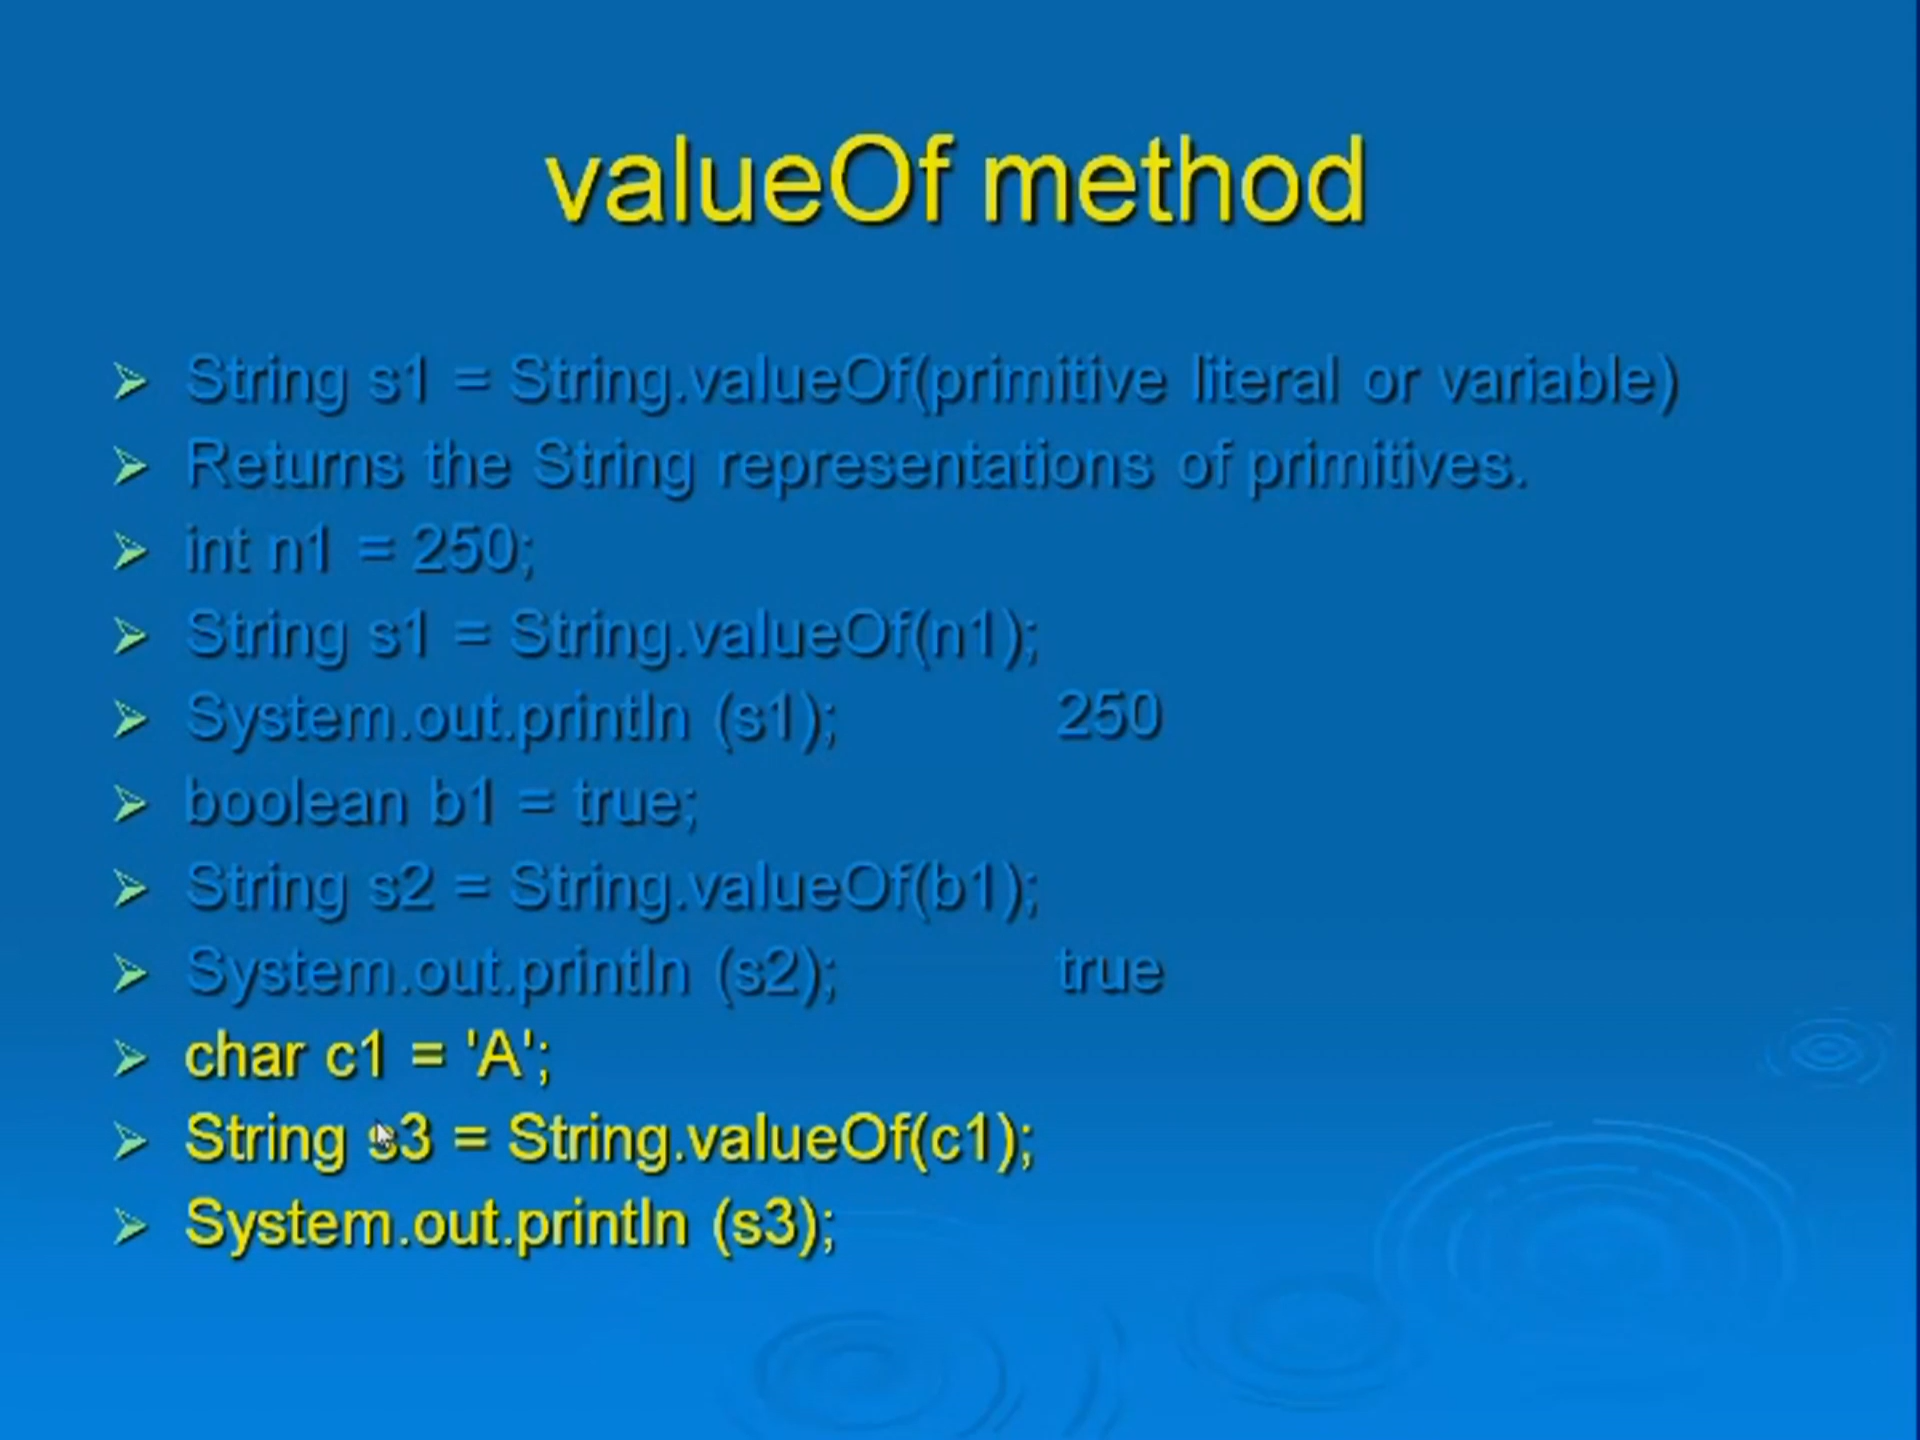 valueOf method
String s1 = String.valueOf(primitive literal or variable)
Returns the String representations of primitives.
int n1 = 250;
String s1 = String.valueOf(n1);
System.out.println (s1); 250
boolean b1 = true;
String s2 = String.valueOf(b1);
System.out.println (s2); true
char c1 = 'A';
String s3 = String.valueOf(c1);
System.out.println (s3);